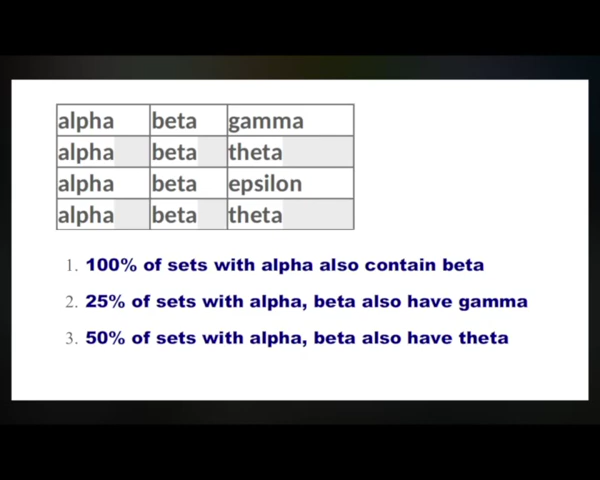 alpha beta gamma
alpha beta theta
alpha beta epsilon
alpha beta theta
1. 100% of sets with alpha also contain beta
2. 25% of sets with alpha, beta also have gamma
3. 50% of sets with alpha, beta also have theta